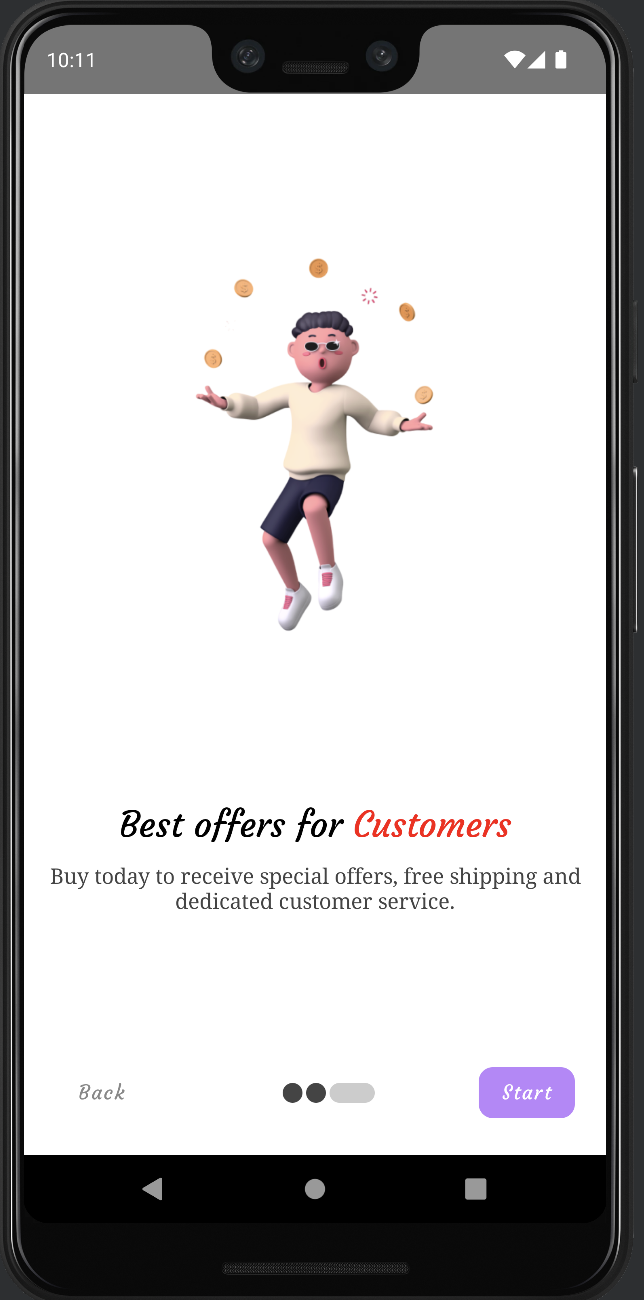 10:11
Best offers for Customers
Buy today to receive special offers, free shipping and
dedicated customer service.
Back
Start